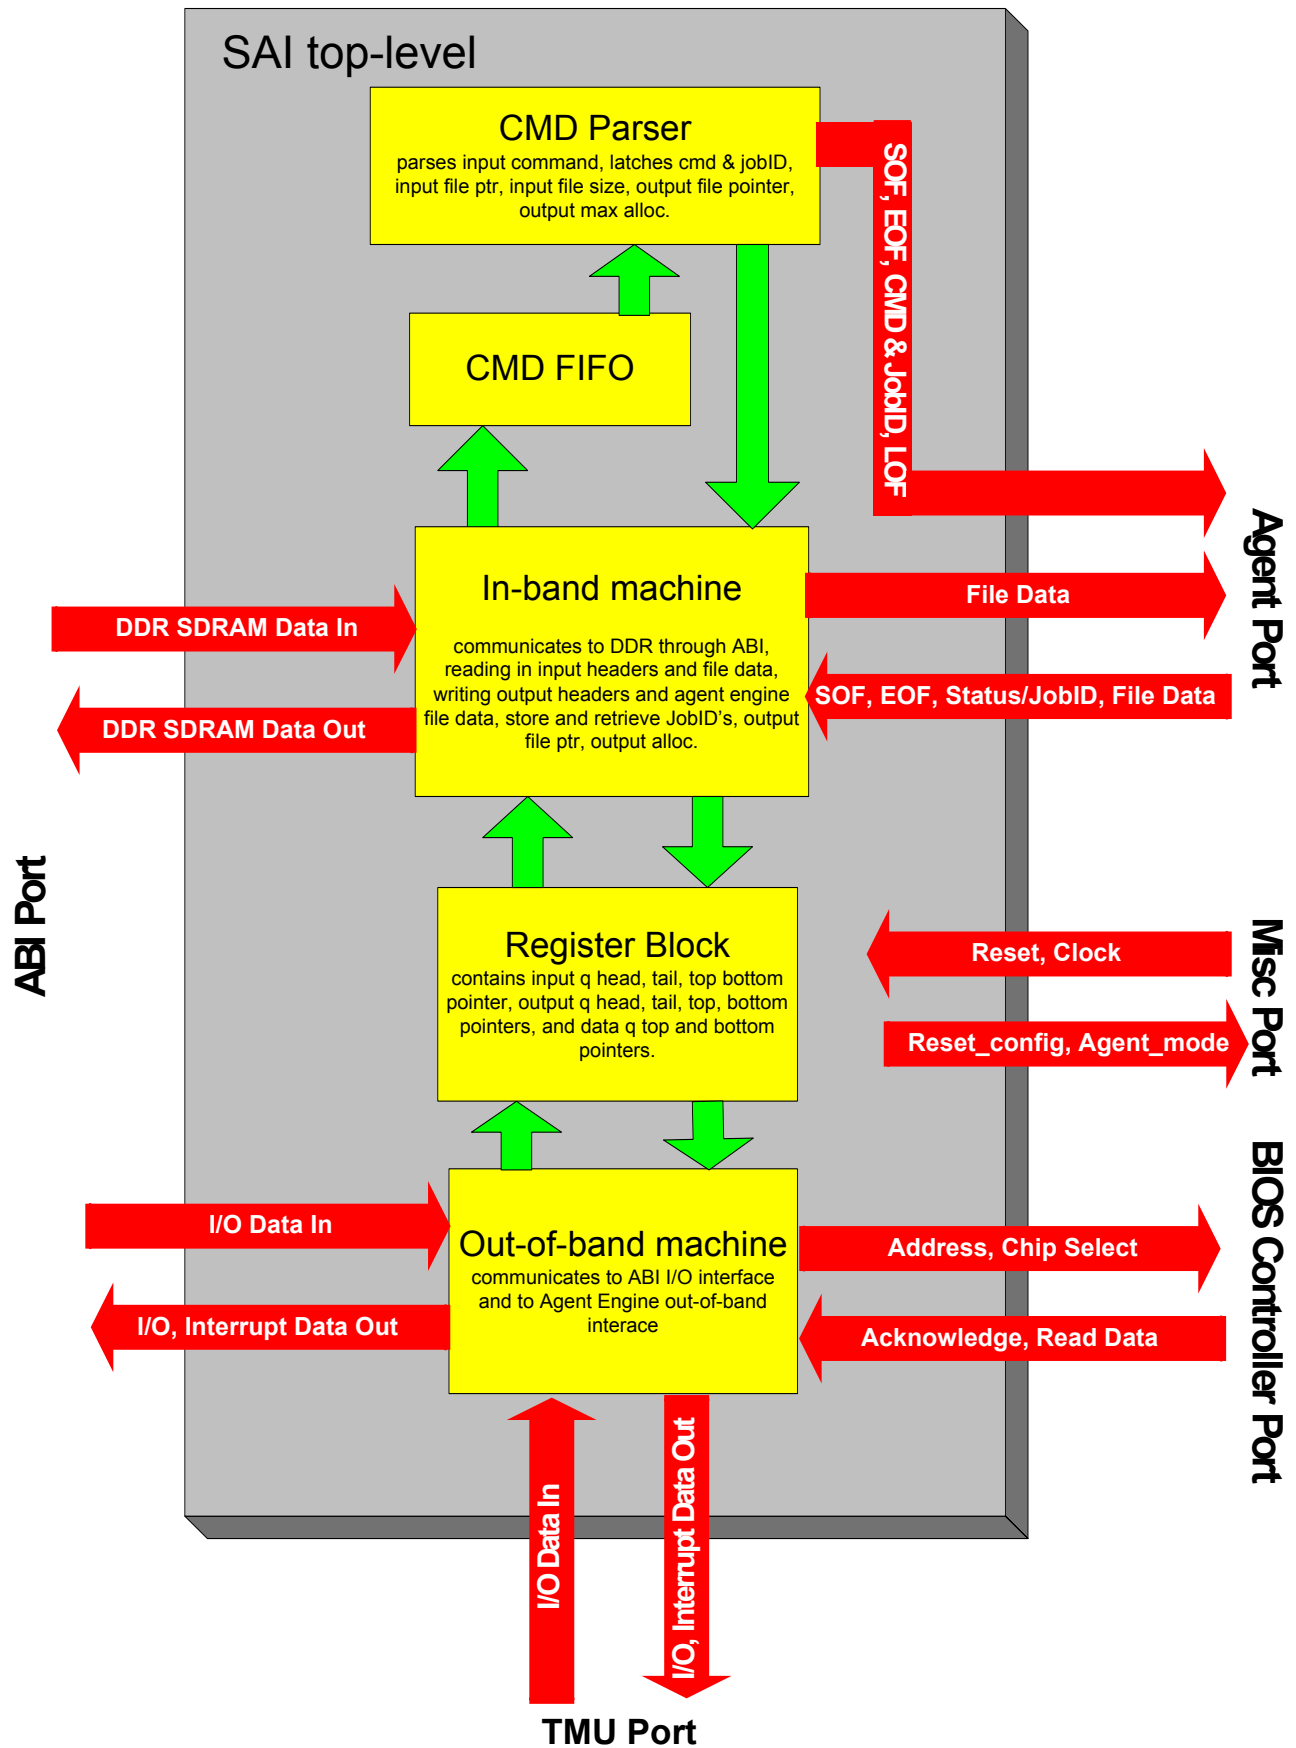 SAI top-level
CMD Parser
parses input command, latches cmd & jobID,
input file ptr, input file size, output file pointer,
output max alloc.
SOF, EOF, CMD & JobID, LOF
CMD FIFO
Agent Port
In-band machine
communicates to DDR through ABI,
reading in input headers and file data,
writing output headers and agent engine
file data, store and retrieve JobID's, output
file ptr, output alloc.
File Data
DDR SDRAM Data In
SOF, EOF, Status/JobID, File Data
DDR SDRAM Data Out
ABI Port
Register Block
contains input q head, tail, top bottom
pointer, output q head, tail, top, bottom
pointers, and data q top and bottom
pointers.
Reset, Clock
Reset_config, Agent_mode
Misc Port
I/O Data In
Out-of-band machine
communicates to ABI I/O interface
and to Agent Engine out-of-band
interace
Address, Chip Select
I/O, Interrupt Data Out
Acknowledge, Read Data
BIOS Controller Port
I/O Data In
I/O, Interrupt Data Out
TMU Port